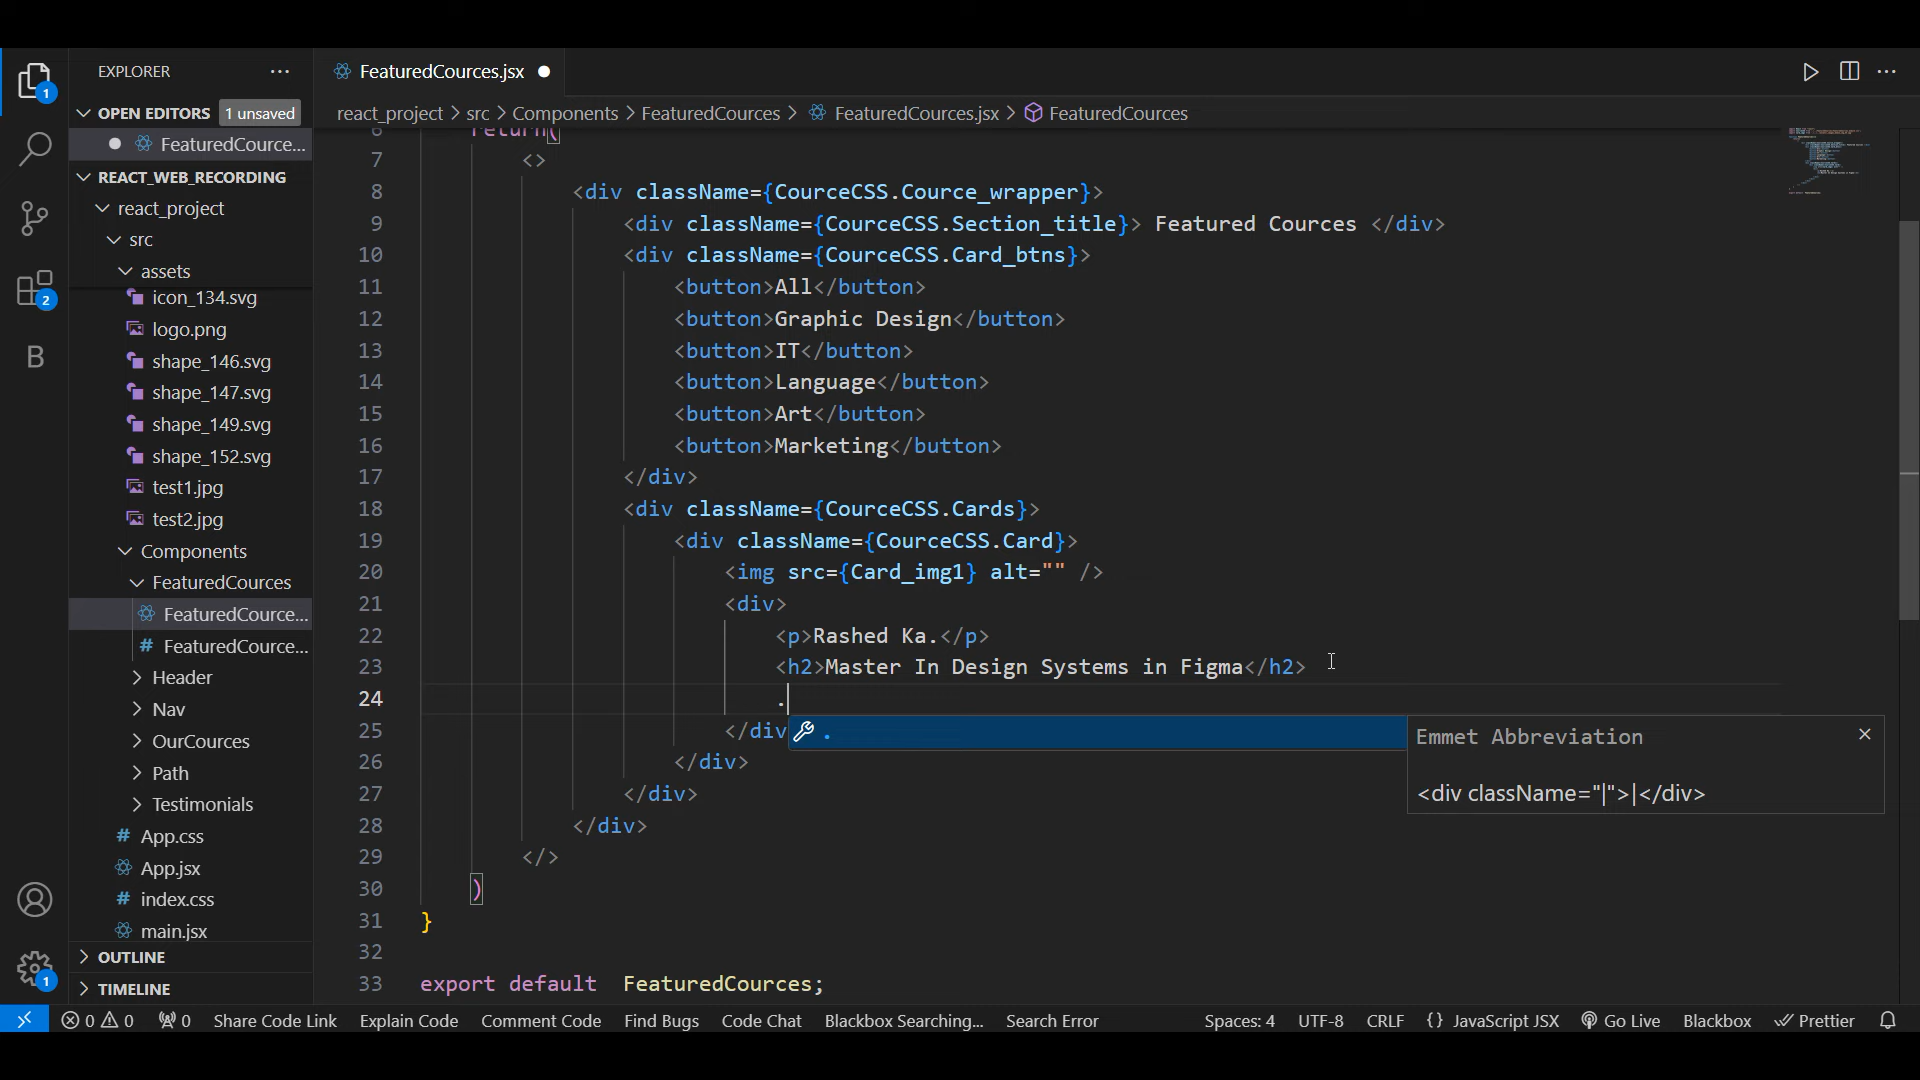 EXPLORER
OPEN EDITORS 1 unsaved
FeaturedCource...
REACT_WEB_RECORDING
react_project
src
assets
icon_134.svg
logo.png
shape_146.svg
shape_147.svg
shape_149.svg
shape_152.svg
test1.jpg
test2.jpg
Components
FeaturedCources
FeaturedCource...
FeaturedCource...
Header
Nav
OurCources
Path
Testimonials
App.css
App.jsx
index.css
main.jsx
OUTLINE
TIMELINE
1
2
B
1
FeaturedCources.jsx
react_project > src > Components > FeaturedCources > FeaturedCources.jsx > FeaturedCources
6 return(
7 <>
8 <div className={CourceCSS.Cource_wrapper}>
9 <div className={CourceCSS.Section_title}> Featured Cources </div>
10 <div className={CourceCSS.Card_btns}>
11 <button>All</button>
12 <button>Graphic Design</button>
13 <button>IT</button>
14 <button>Language</button>
15 <button>Art</button>
16 <button>Marketing</button>
17 </div>
18 <div className={CourceCSS.Cards}>
19 <div className={CourceCSS.Card}>
20 <img src={Card_img1} alt="" />
21 <div>
22 <p>Rashed Ka.</p>
23 <h2>Master In Design Systems in Figma</h2>
24 .
25 </div
.
Emmet Abbreviation
<div className="|">|</div>
26 </div>
27 </div>
28 </div>
29 </>
30 )
31 }
32
33 export default FeaturedCources;
0 0 0 Share Code Link Explain Code Comment Code Find Bugs Code Chat Blackbox Searching... Search Error Spaces: 4 UTF-8 CRLF {} JavaScript JSX Go Live Blackbox Prettier